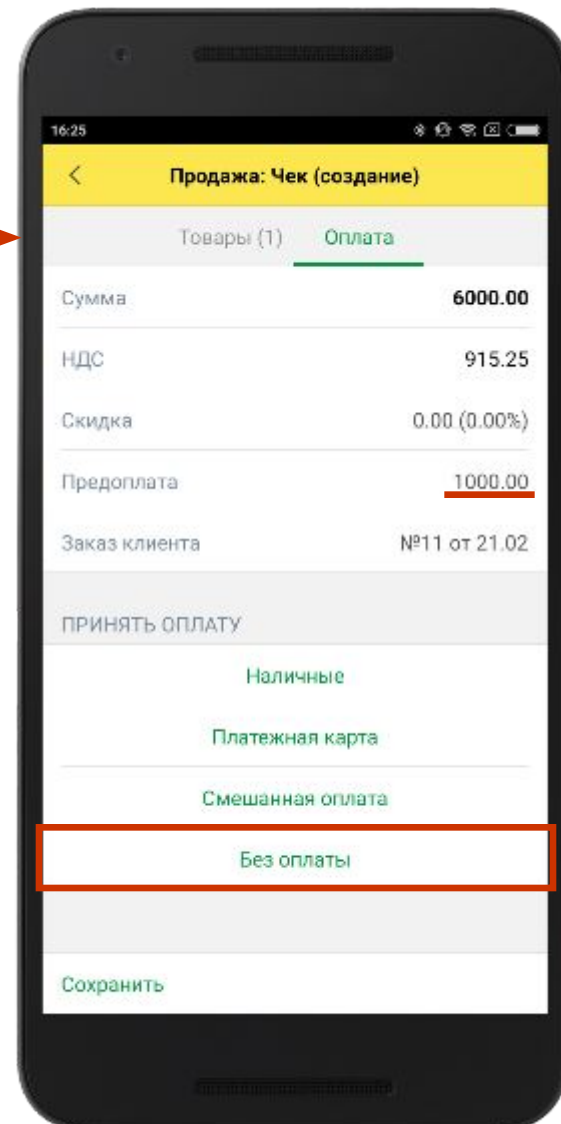 16:25
Продажа: Чек (создание)
Товары (1) Оплата
Сумма 6000.00
НДС 915.25
Скидка 0.00 (0.00%)
Предоплата 1000.00
Заказ клиента №11 от 21.02
ПРИНЯТЬ ОПЛАТУ
Наличные
Платежная карта
Смешанная оплата
Без оплаты
Сохранить